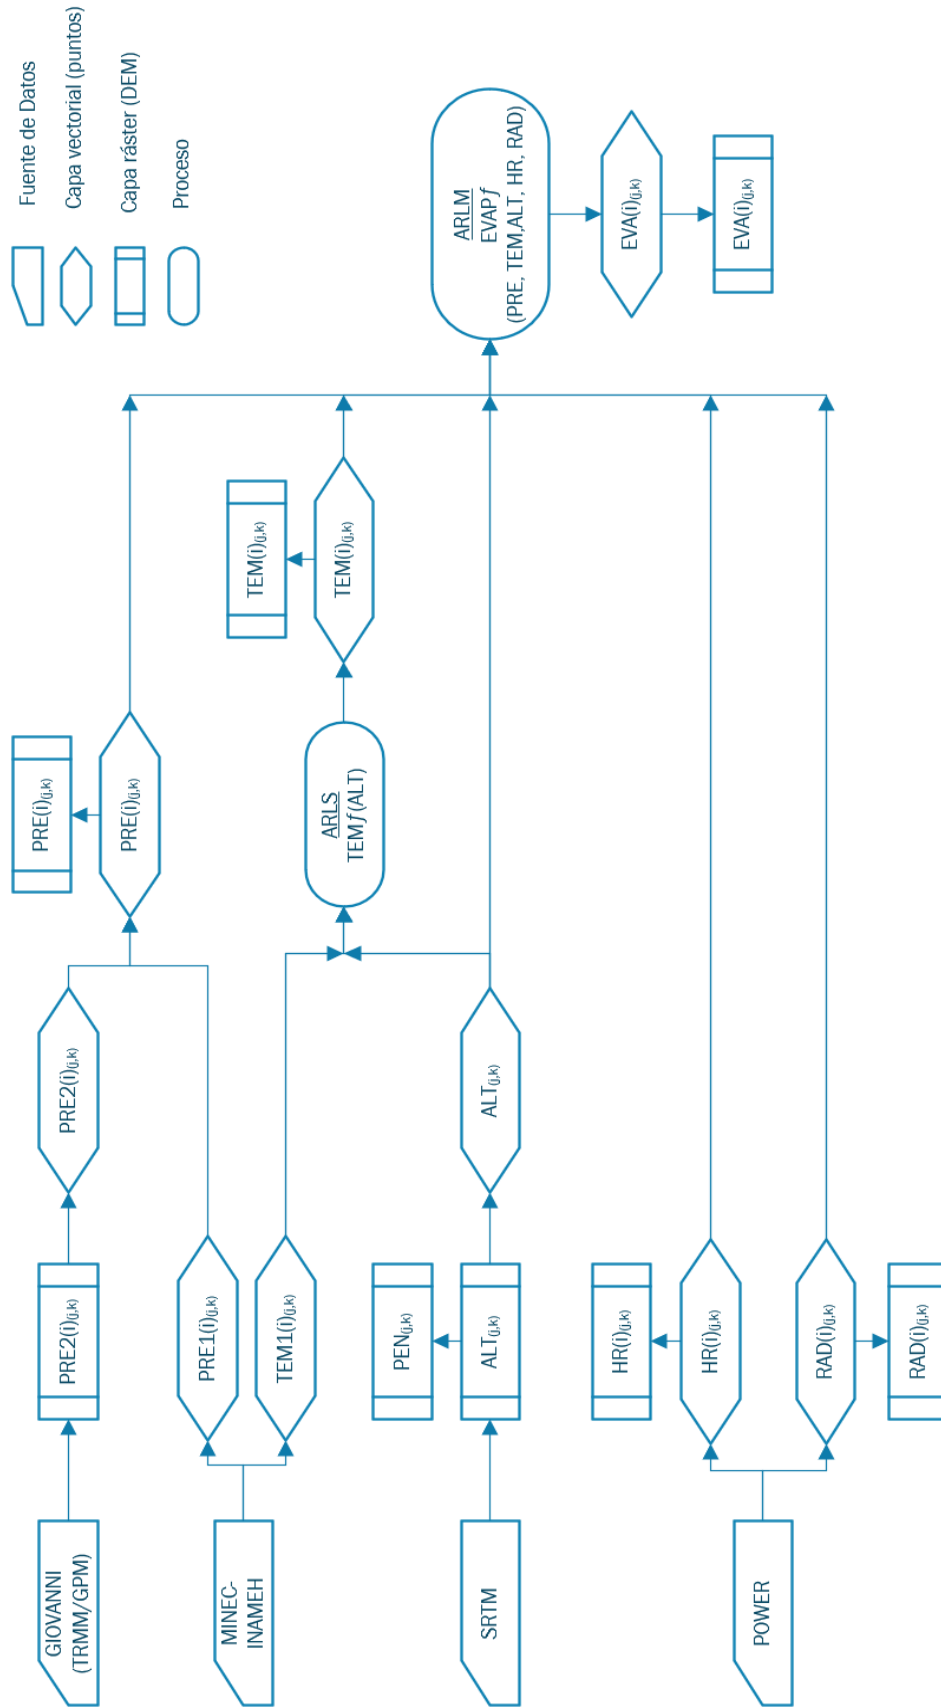 Fuente de Datos
Capa vectorial (puntos)
Capa ráster (DEM)
Proceso
GIOVANNI
(TRMM/GPM)
PRE2(i)(j,k)
PRE2(i)(j,k)
PRE(i)(j,k)
PRE(i)(j,k)
MINEC-
INAMEH
PRE1(i)(j,k)
TEM1(i)(j,k)
ARLS
TEMƒ(ALT)
TEM(i)(j,k)
TEM(i)(j,k)
SRTM
PEN(j,k)
ALT(j,k)
ALT(j,k)
ARLM
EVAPƒ
(PRE, TEM,ALT, HR, RAD)
EVA(i)(j,k)
EVA(i)(j,k)
POWER
HR(i)(j,k)
HR(i)(j,k)
RAD(i)(j,k)
RAD(i)(j,k)